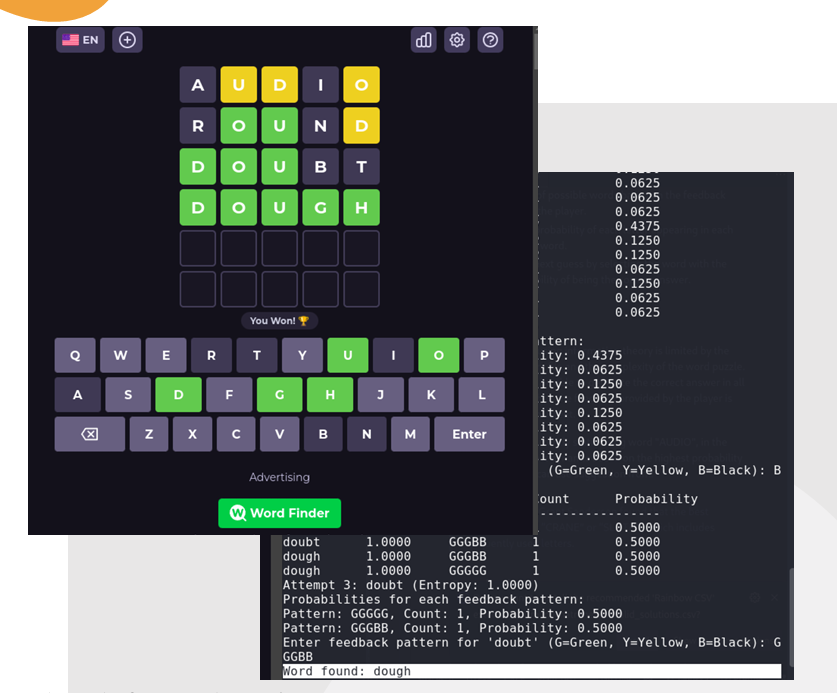 EN
A U D I O
R O U N D
D O U B T
D O U G H
You Won! 🏆
Q W E R T Y U I O P
A S D F G H J K L
Z X C V B N M Enter
Advertising
Word Finder
0.0625
0.0625
0.0625
0.4375
0.1250
0.1250
0.0625
0.1250
0.0625
0.0625
ttern:
ity: 0.4375
ity: 0.0625
ity: 0.1250
ity: 0.0625
ity: 0.1250
ity: 0.0625
ity: 0.0625
ity: 0.0625
(G=Green, Y=Yellow, B=Black): B
ount Probability
-----------------
0.5000
doubt 1.0000 GGGBB 1 0.5000
dough 1.0000 GGGBB 1 0.5000
dough 1.0000 GGGGG 1 0.5000
Attempt 3: doubt (Entropy: 1.0000)
Probabilities for each feedback pattern:
Pattern: GGGGG, Count: 1, Probability: 0.5000
Pattern: GGGBB, Count: 1, Probability: 0.5000
Enter feedback pattern for 'doubt' (G=Green, Y=Yellow, B=Black): G
GGBB
Word found: dough